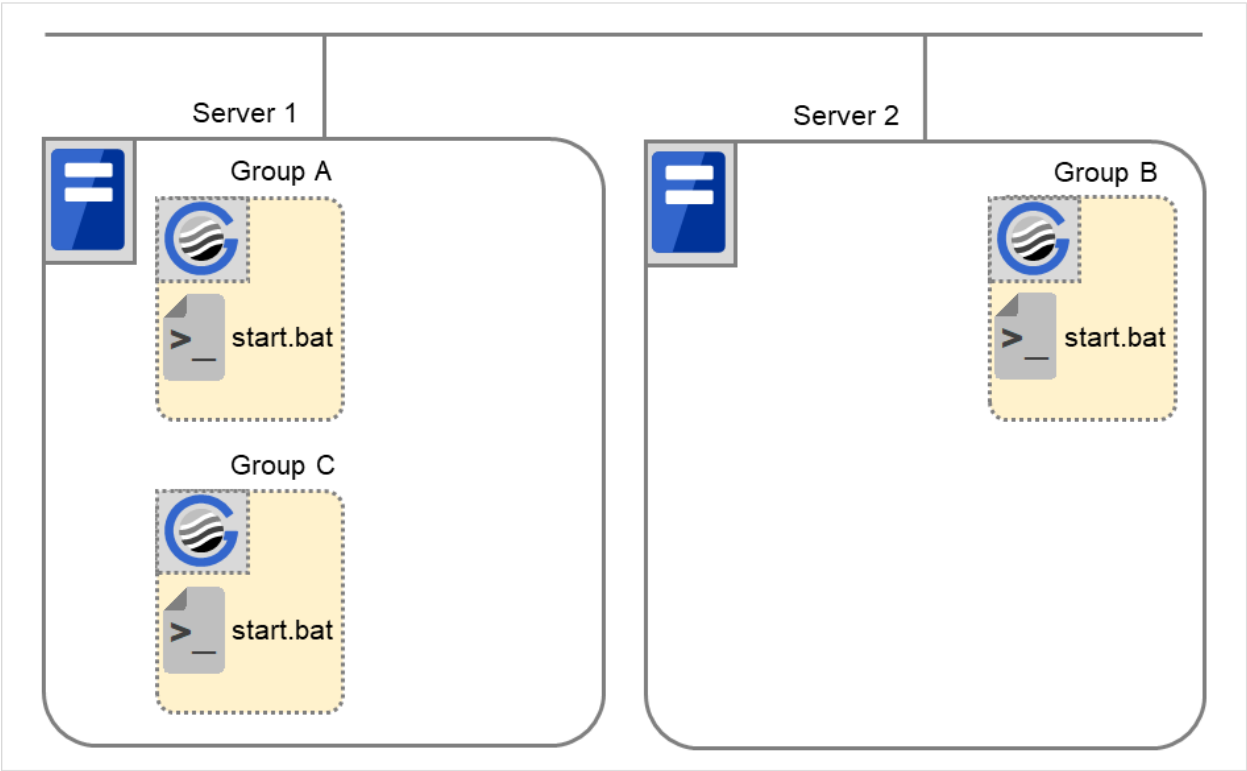 Server 1
Group A
start.bat
Group C
start.bat
Server 2
Group B
start.bat